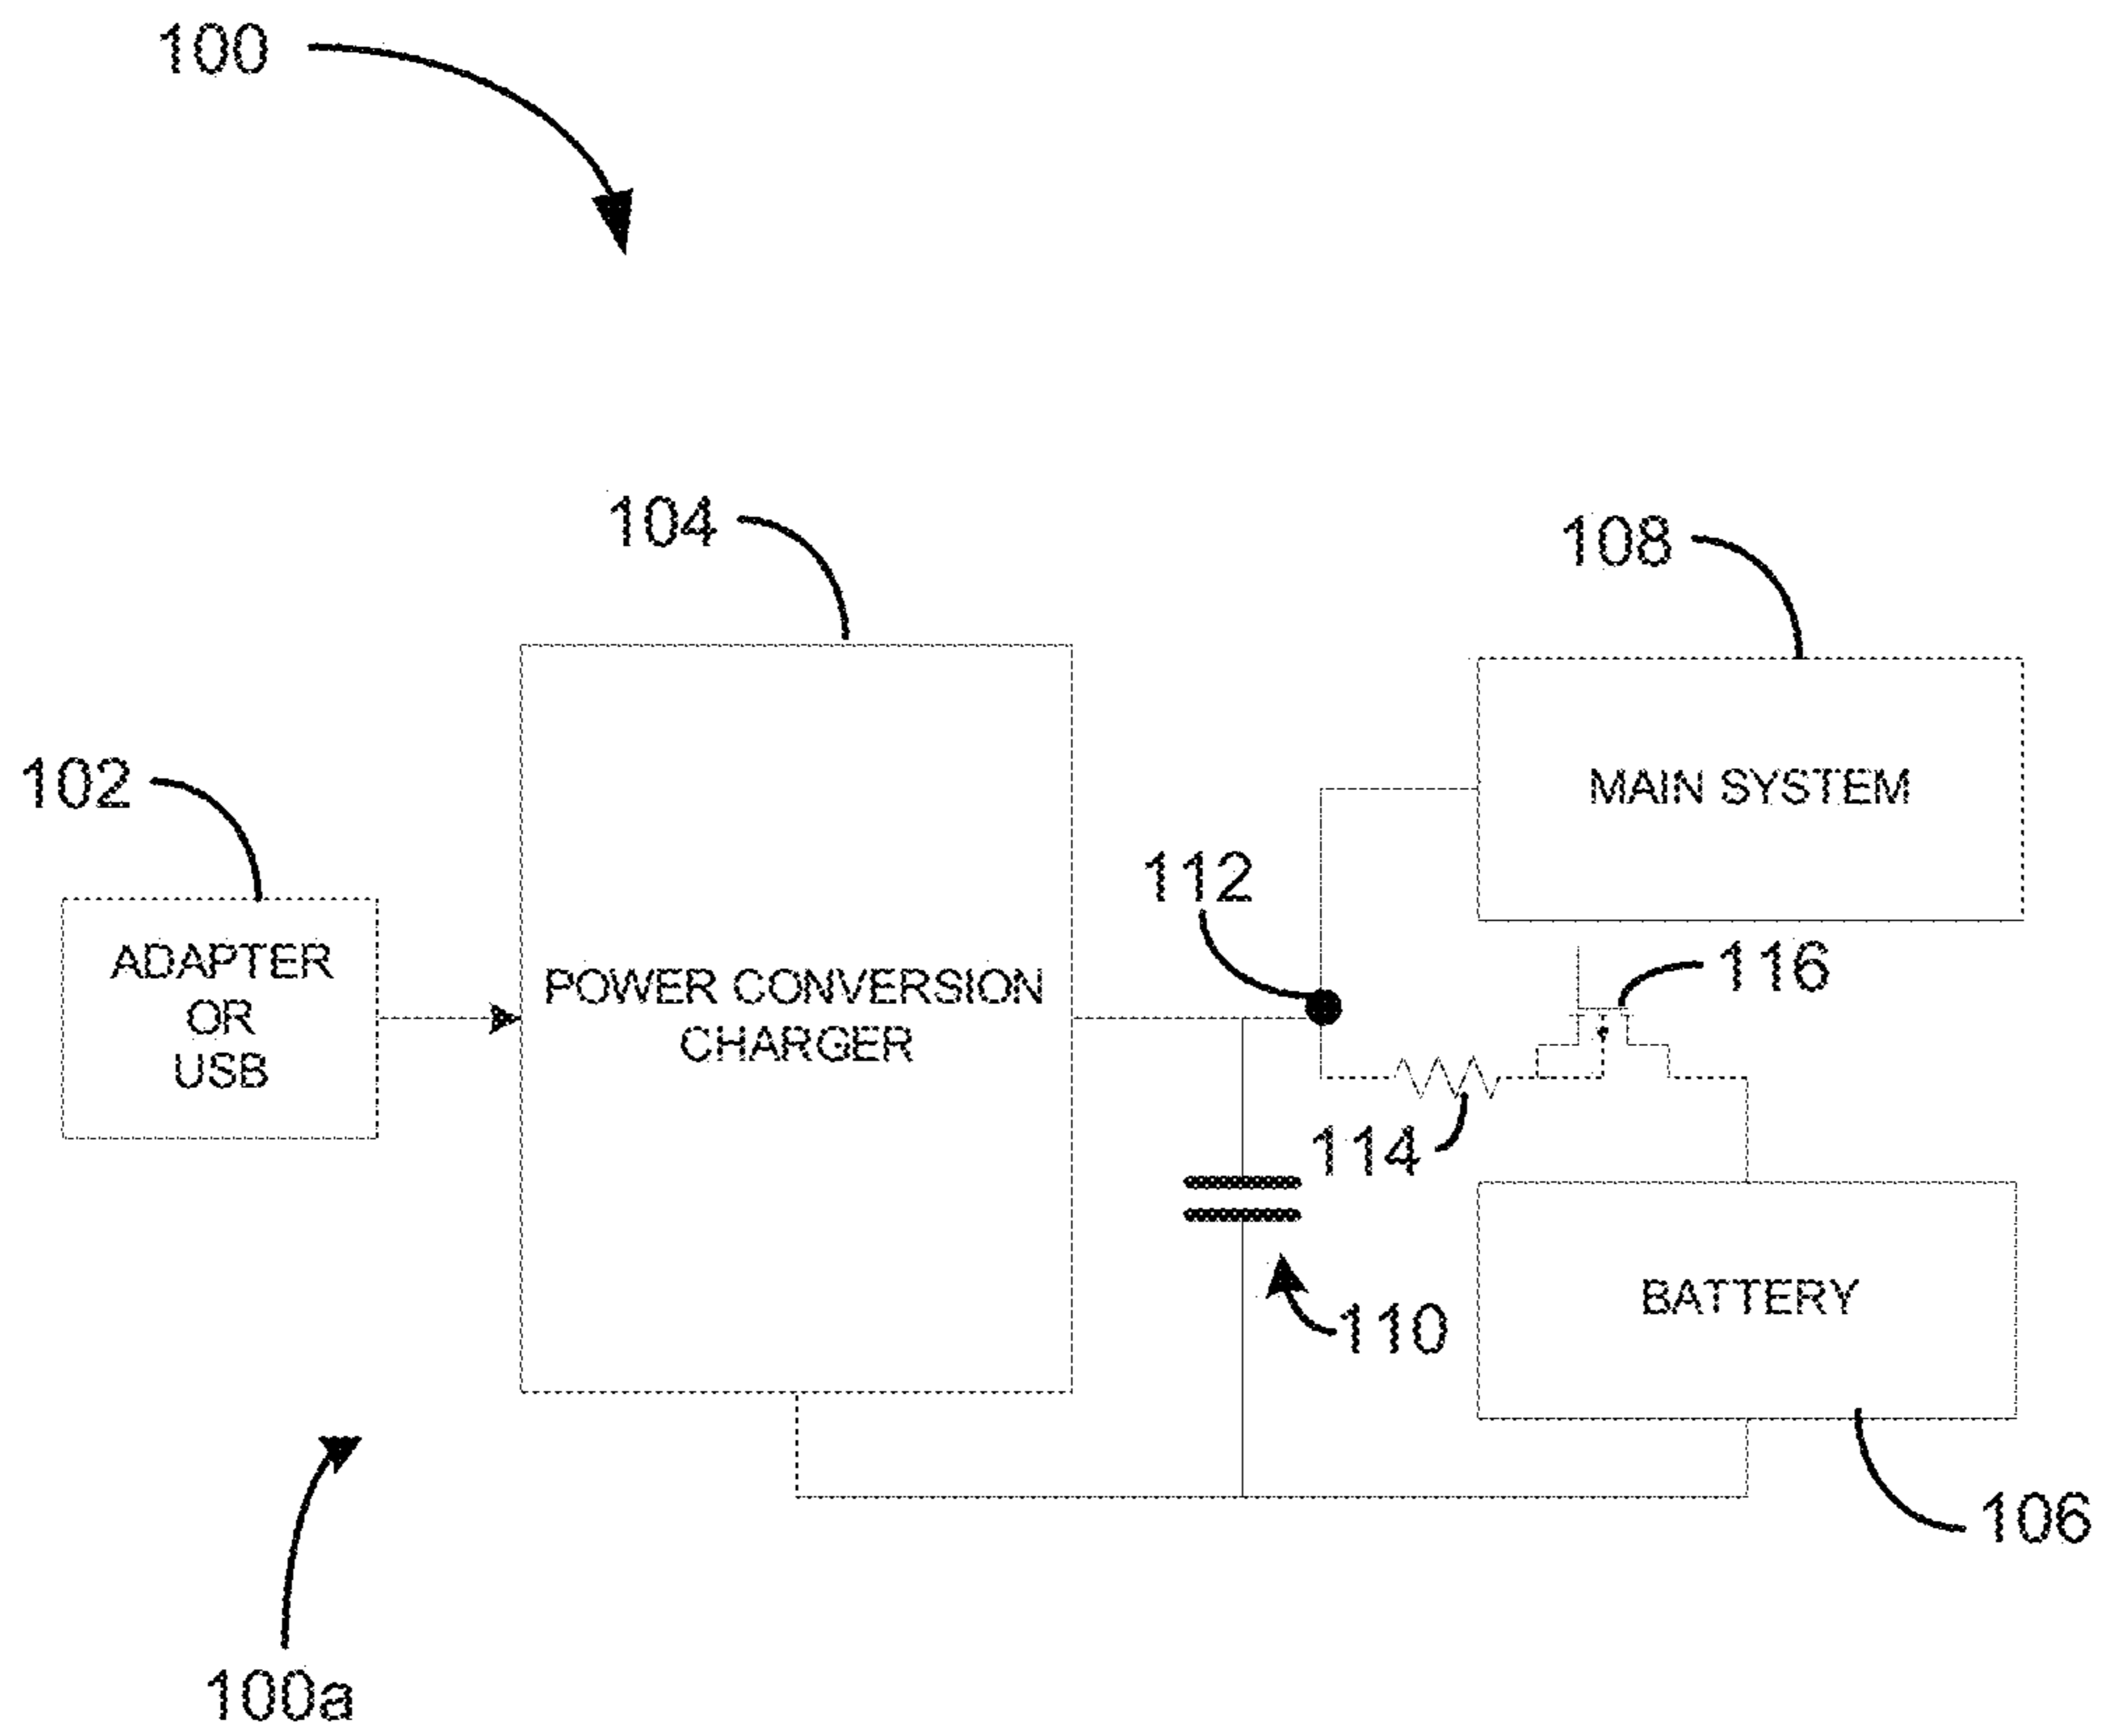 100
104
108
102
MAIN SYSTEM
112
ADAPTER
OR
USB
POWER CONVERSION
CHARGER
116
114
110
BATTERY
106
100a